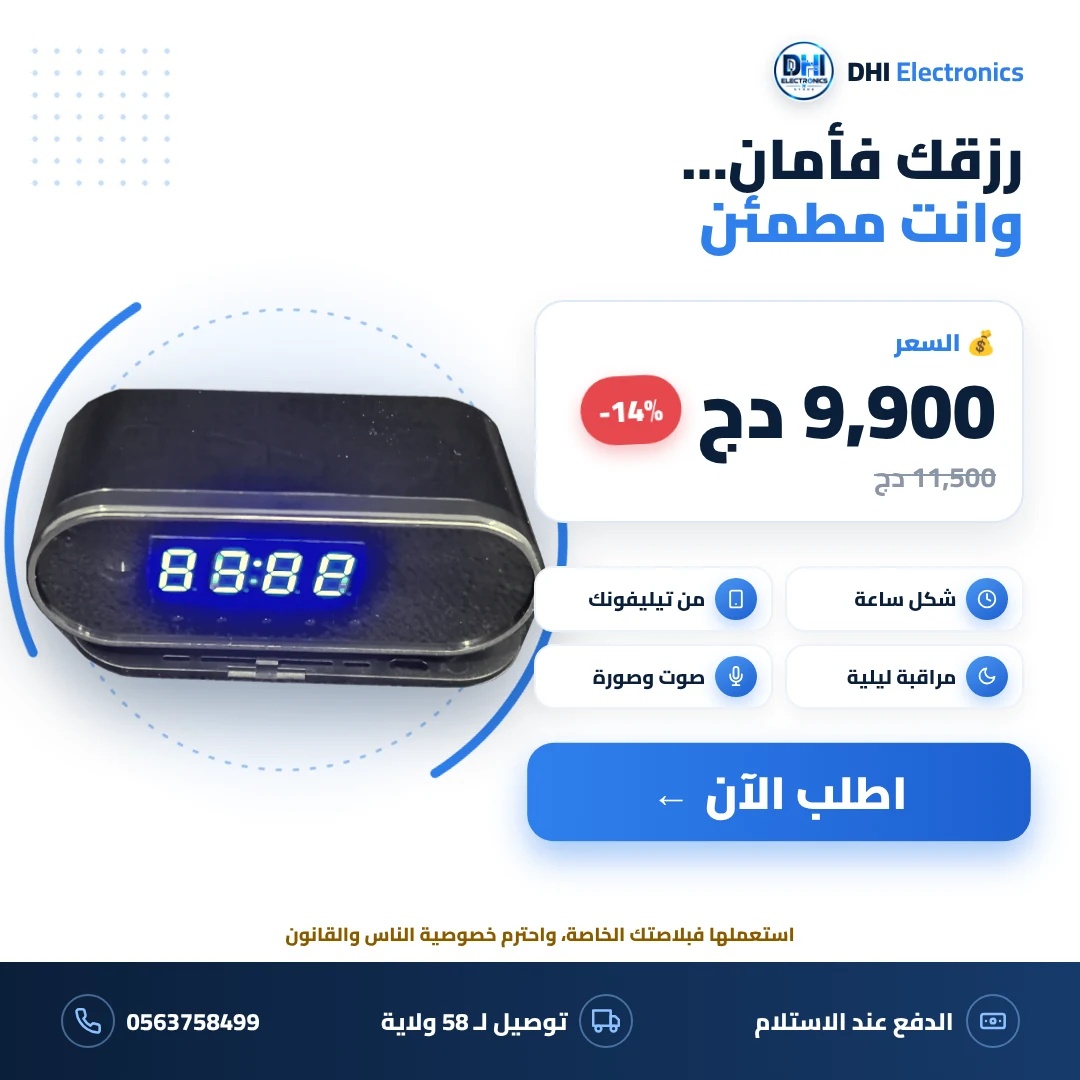 DHI Electronics
DHI
ELECTRONICS
رزقك فأمان...
وانت مطمئن
💰 السعر
9,900 دج
-14%
11,500 دج
شكل ساعة
من تيليفونك
مراقبة ليلية
صوت وصورة
اطلب الآن ←
استعملها فبلاصتك الخاصة، واحترم خصوصية الناس والقانون
الدفع عند الاستلام
توصيل لـ 58 ولاية
0563758499